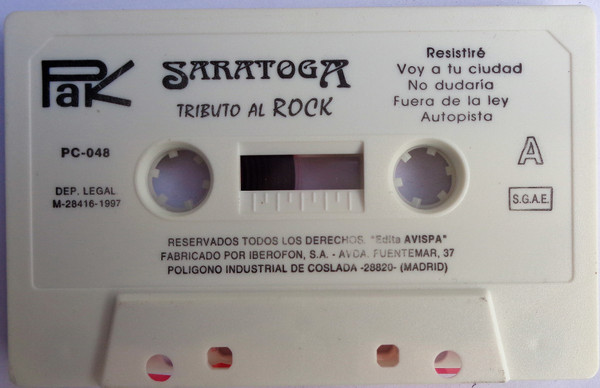 PaK
SARATOGA
TRIBUTO AL ROCK
Resistiré
Voy a tu ciudad
No dudaría
Fuera de la ley
Autopista
PC-048
A
DEP. LEGAL
M-28416-1997
S.G.A.E.
RESERVADOS TODOS LOS DERECHOS. "Edita AVISPA"
FABRICADO POR IBEROFON, S.A. - AVDA. FUENTEMAR, 37
POLIGONO INDUSTRIAL DE COSLADA -28820- (MADRID)